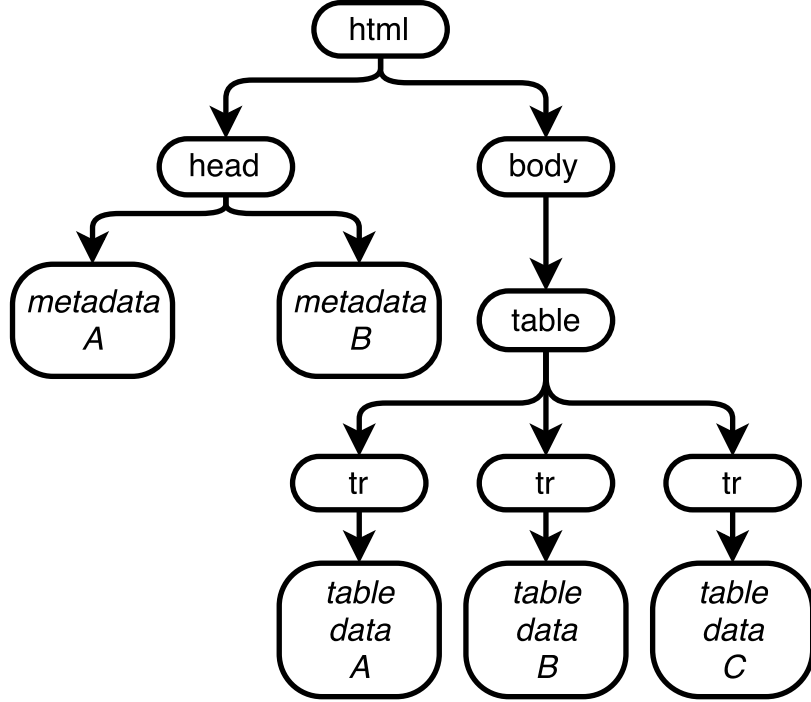 html
head
body
metadata
A
metadata
B
table
tr
tr
tr
table
data
A
table
data
B
table
data
C